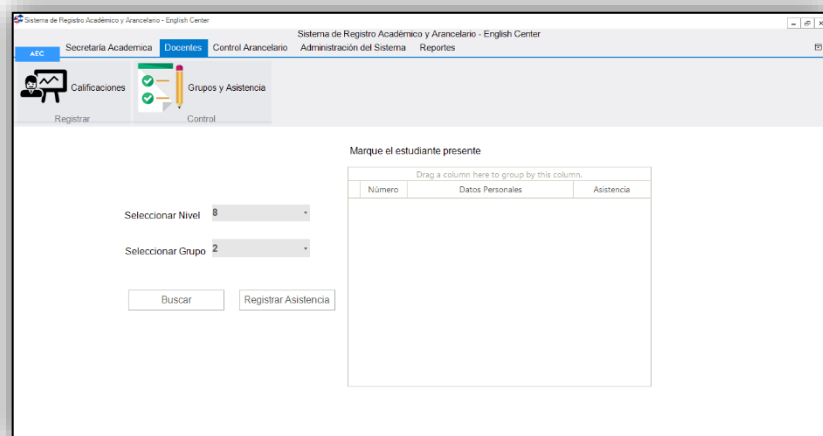 Sistema de Registro Académico y Arancelario - English Center
Sistema de Registro Académico y Arancelario - English Center
AEC Secretaría Academica Docentes Control Arancelario Administración del Sistema Reportes
Calificaciones Grupos y Asistencia
Registrar Control
Marque el estudiante presente
Drag a column here to group by this column.
Número Datos Personales Asistencia
Seleccionar Nivel 8
Seleccionar Grupo 2
Buscar Registrar Asistencia